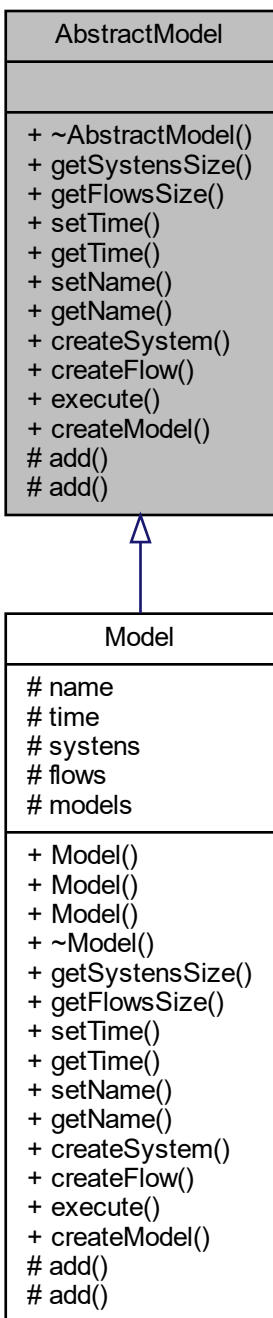 AbstractModel
+ ~AbstractModel()
+ getSystensSize()
+ getFlowsSize()
+ setTime()
+ getTime()
+ setName()
+ getName()
+ createSystem()
+ createFlow()
+ execute()
+ createModel()
# add()
# add()
Model
# name
# time
# systens
# flows
# models
+ Model()
+ Model()
+ Model()
+ ~Model()
+ getSystensSize()
+ getFlowsSize()
+ setTime()
+ getTime()
+ setName()
+ getName()
+ createSystem()
+ createFlow()
+ execute()
+ createModel()
# add()
# add()